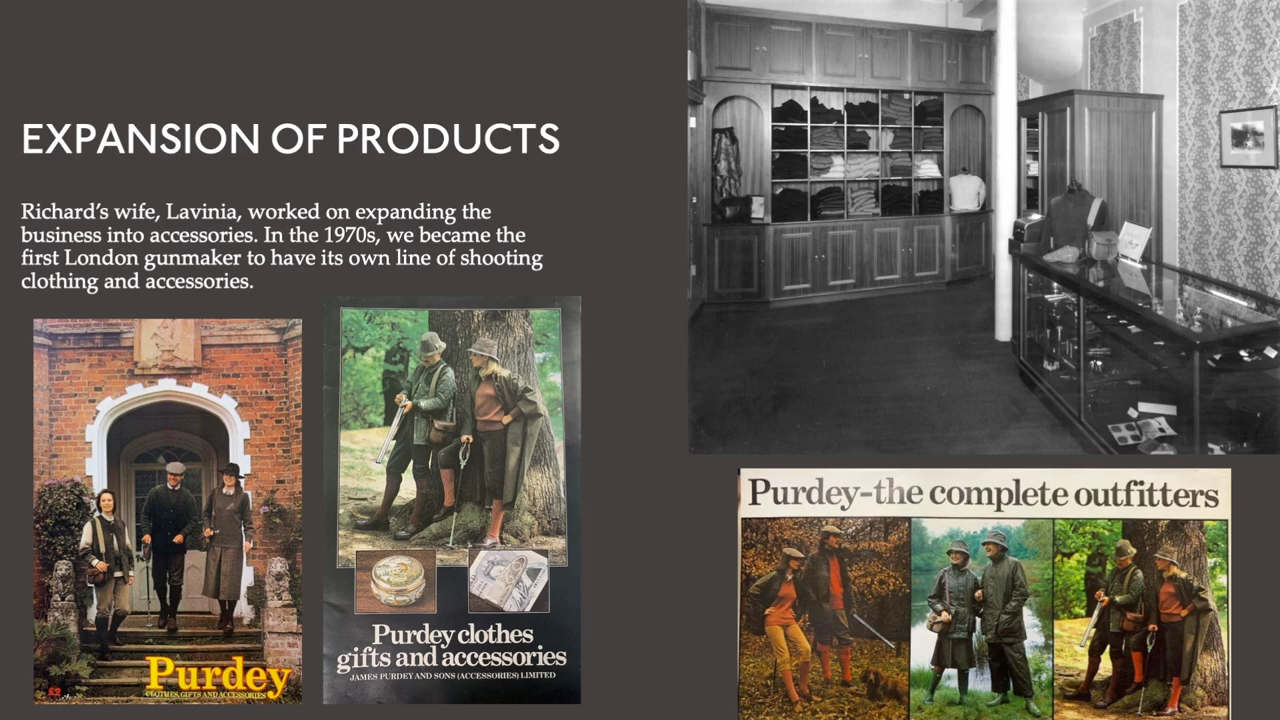 EXPANSION OF PRODUCTS
Richard's wife, Lavinia, worked on expanding the
business into accessories. In the 1970s, we became the
first London gunmaker to have its own line of shooting
clothing and accessories.
Purdey
CLOTHES, GIFTS AND ACCESSORIES
£2
Purdey clothes
gifts and accessories
JAMES PURDEY AND SONS (ACCESSORIES) LIMITED
Purdey-the complete outfitters